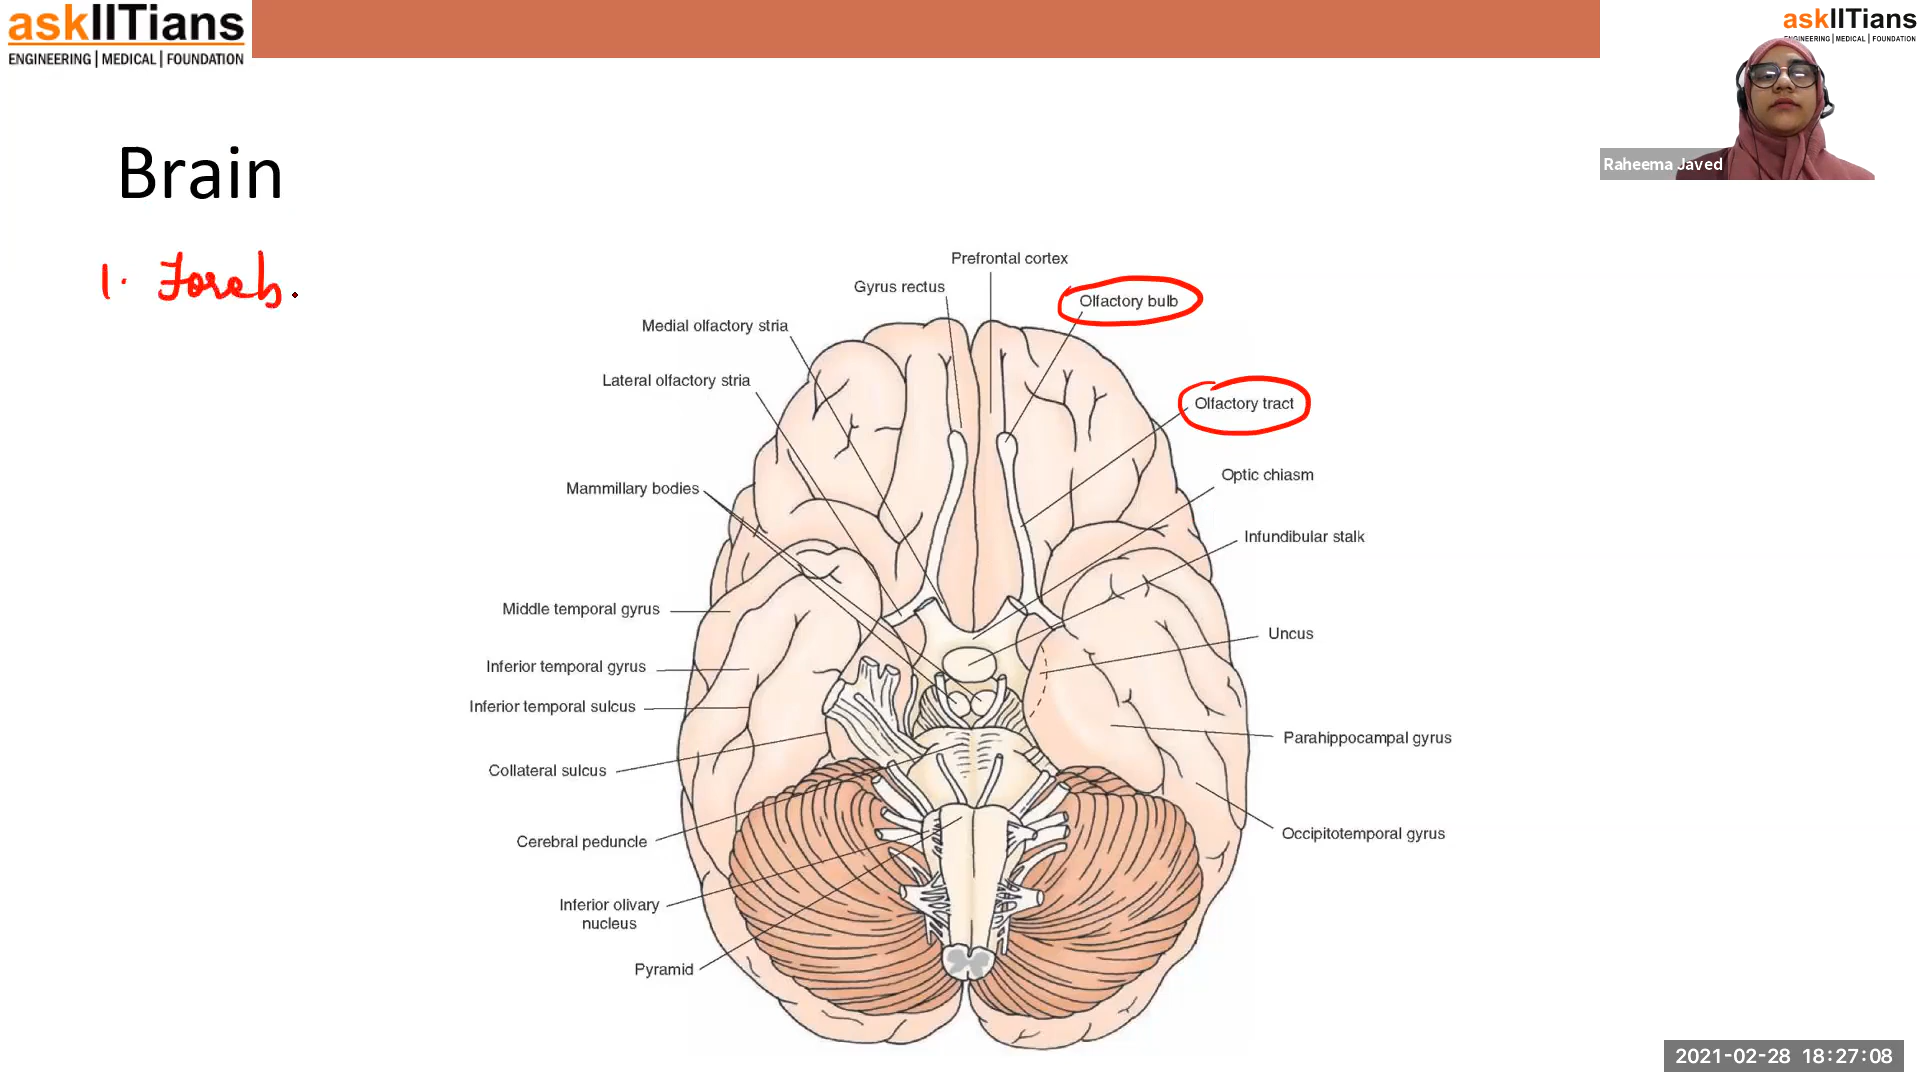 askIITians
ENGINEERING | MEDICAL | FOUNDATION
askIITians
ENGINEERING | MEDICAL | FOUNDATION
Raheema Javed
Brain
1. Foreb.
Prefrontal cortex
Gyrus rectus
Olfactory bulb
Medial olfactory stria
Lateral olfactory stria
Olfactory tract
Optic chiasm
Mammillary bodies
Infundibular stalk
Middle temporal gyrus
Uncus
Inferior temporal gyrus
Inferior temporal sulcus
Parahippocampal gyrus
Collateral sulcus
Occipitotemporal gyrus
Cerebral peduncle
Inferior olivary
nucleus
Pyramid
2021-02-28 18:27:08